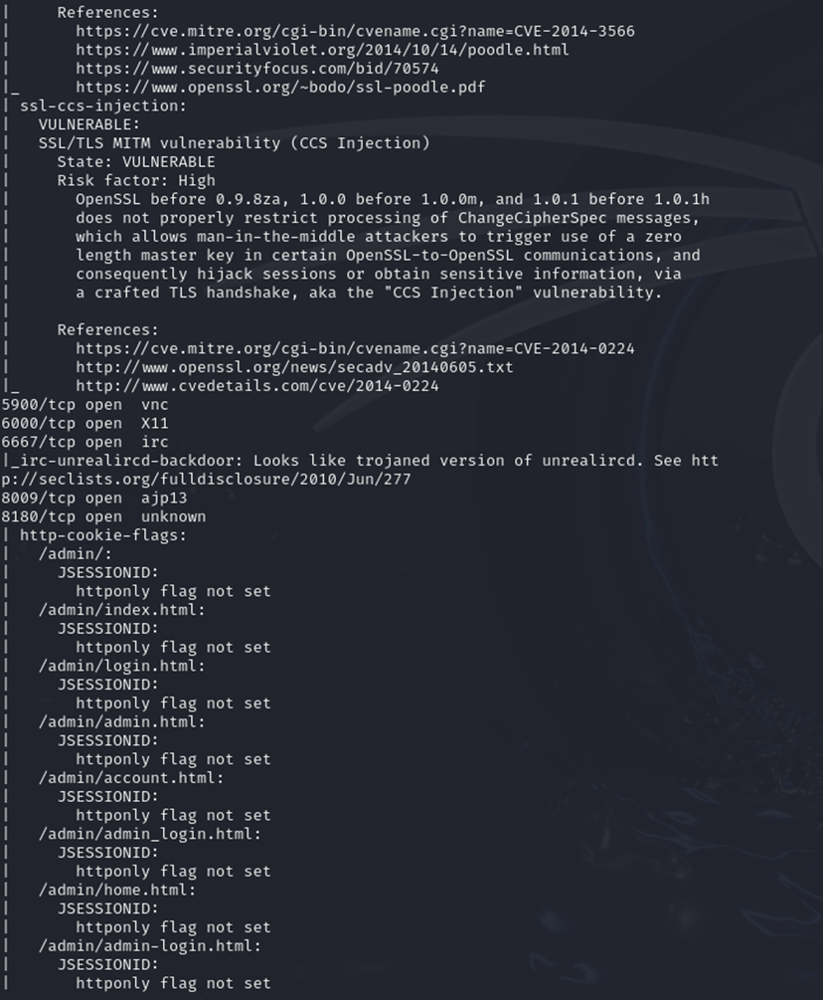 |     References:
|       https://cve.mitre.org/cgi-bin/cvename.cgi?name=CVE-2014-3566
|       https://www.imperialviolet.org/2014/10/14/poodle.html
|       https://www.securityfocus.com/bid/70574
|_      https://www.openssl.org/~bodo/ssl-poodle.pdf
| ssl-ccs-injection:
|   VULNERABLE:
|   SSL/TLS MITM vulnerability (CCS Injection)
|     State: VULNERABLE
|     Risk factor: High
|       OpenSSL before 0.9.8za, 1.0.0 before 1.0.0m, and 1.0.1 before 1.0.1h
|       does not properly restrict processing of ChangeCipherSpec messages,
|       which allows man-in-the-middle attackers to trigger use of a zero
|       length master key in certain OpenSSL-to-OpenSSL communications, and
|       consequently hijack sessions or obtain sensitive information, via
|       a crafted TLS handshake, aka the "CCS Injection" vulnerability.
|
|     References:
|       https://cve.mitre.org/cgi-bin/cvename.cgi?name=CVE-2014-0224
|       http://www.openssl.org/news/secadv_20140605.txt
|_      http://www.cvedetails.com/cve/2014-0224
5900/tcp open  vnc
6000/tcp open  X11
6667/tcp open  irc
|_irc-unrealircd-backdoor: Looks like trojaned version of unrealircd. See htt
p://seclists.org/fulldisclosure/2010/Jun/277
8009/tcp open  ajp13
8180/tcp open  unknown
| http-cookie-flags:
|   /admin/:
|     JSESSIONID:
|       httponly flag not set
|   /admin/index.html:
|     JSESSIONID:
|       httponly flag not set
|   /admin/login.html:
|     JSESSIONID:
|       httponly flag not set
|   /admin/admin.html:
|     JSESSIONID:
|       httponly flag not set
|   /admin/account.html:
|     JSESSIONID:
|       httponly flag not set
|   /admin/admin_login.html:
|     JSESSIONID:
|       httponly flag not set
|   /admin/home.html:
|     JSESSIONID:
|       httponly flag not set
|   /admin/admin-login.html:
|     JSESSIONID:
|       httponly flag not set